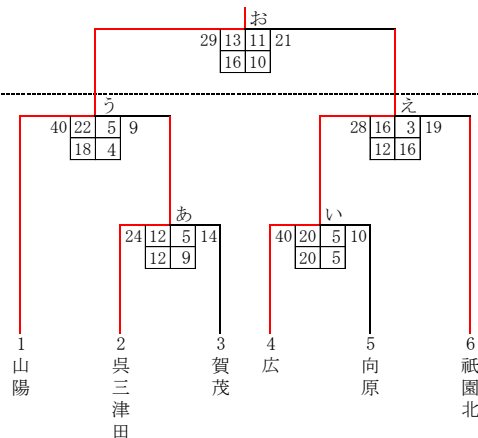 お
29 13 11 21
16 10
う
40 22 5 9
18 4
え
28 16 3 19
12 16
あ
24 12 5 14
12 9
い
40 20 5 10
20 5
1 山陽
2 呉三津田
3 賀茂
4 広
5 向原
6 祇園北